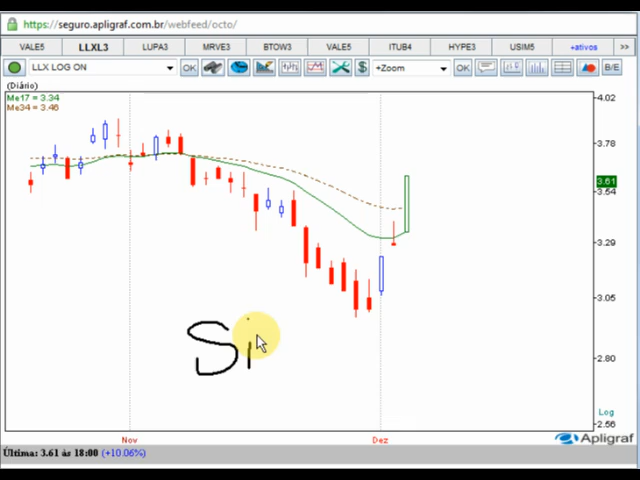 https://seguro.apligraf.com.br/webfeed/octo/
VALE5 LLXL3 LUPA3 MRVE3 BTOW3 VALE5 ITUB4 HYPE3 USIM5 +ativos >>
LLX LOG ON OK $ +Zoom OK B/E
(Diário)
Me17 = 3.34
Me34 = 3.46
4.02
3.78
3.61
3.54
3.29
3.05
2.80
2.56
Si
Log
Nov Dez
Apligraf
Última: 3.61 às 18:00 (+10.06%)